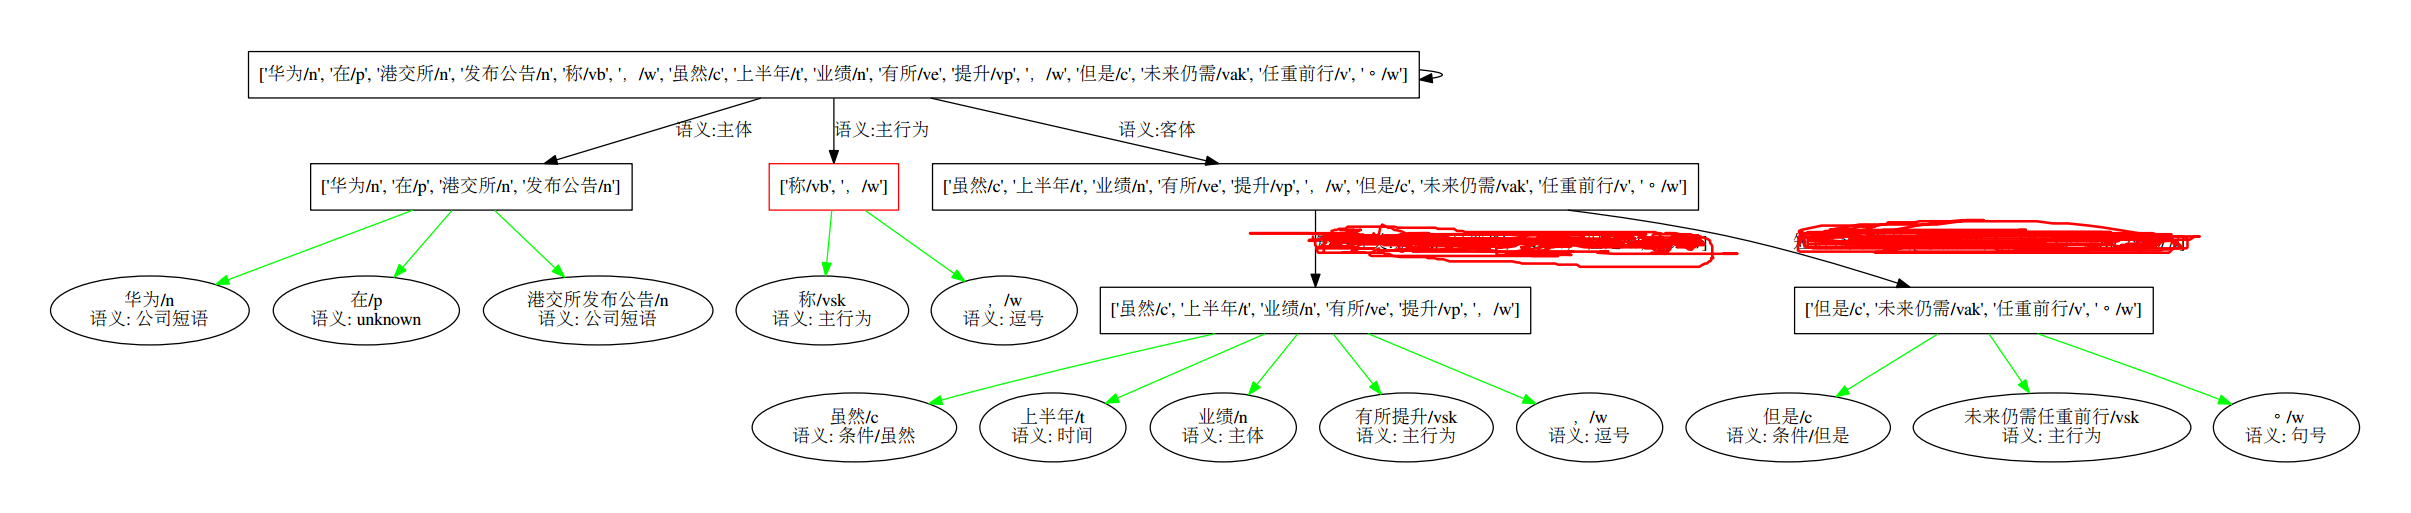 ['华为/n', '在/p', '港交所/n', '发布公告/n', '称/vb', '，/w', '虽然/c', '上半年/t', '业绩/n', '有所/ve', '提升/vp', '，/w', '但是/c', '未来仍需/vak', '任重前行/v', '。/w']
语义:主体
语义:主行为
语义:客体
['华为/n', '在/p', '港交所/n', '发布公告/n']
['称/vb', '，/w']
['虽然/c', '上半年/t', '业绩/n', '有所/ve', '提升/vp', '，/w', '但是/c', '未来仍需/vak', '任重前行/v', '。/w']
华为/n
语义: 公司短语
在/p
语义: unknown
港交所发布公告/n
语义: 公司短语
称/vsk
语义: 主行为
，/w
语义: 逗号
['虽然/c', '上半年/t', '业绩/n', '有所/ve', '提升/vp', '，/w']
['但是/c', '未来仍需/vak', '任重前行/v', '。/w']
虽然/c
语义: 条件/虽然
上半年/t
语义: 时间
业绩/n
语义: 主体
有所提升/vsk
语义: 主行为
，/w
语义: 逗号
但是/c
语义: 条件/但是
未来仍需任重前行/vsk
语义: 主行为
。/w
语义: 句号